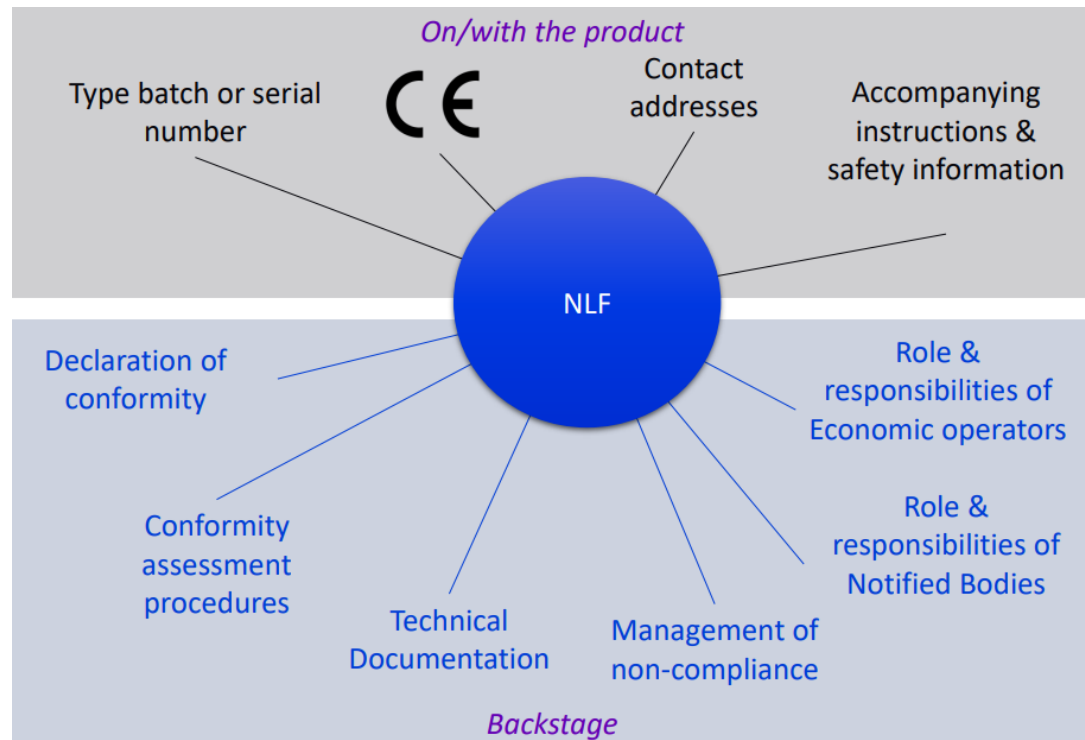 On/with the product
Type batch or serial
number
CE
Contact
addresses
Accompanying
instructions &
safety information
NLF
Declaration of
conformity
Role &
responsibilities of
Economic operators
Conformity
assessment
procedures
Role &
responsibilities of
Notified Bodies
Technical
Documentation
Management of
non-compliance
Backstage